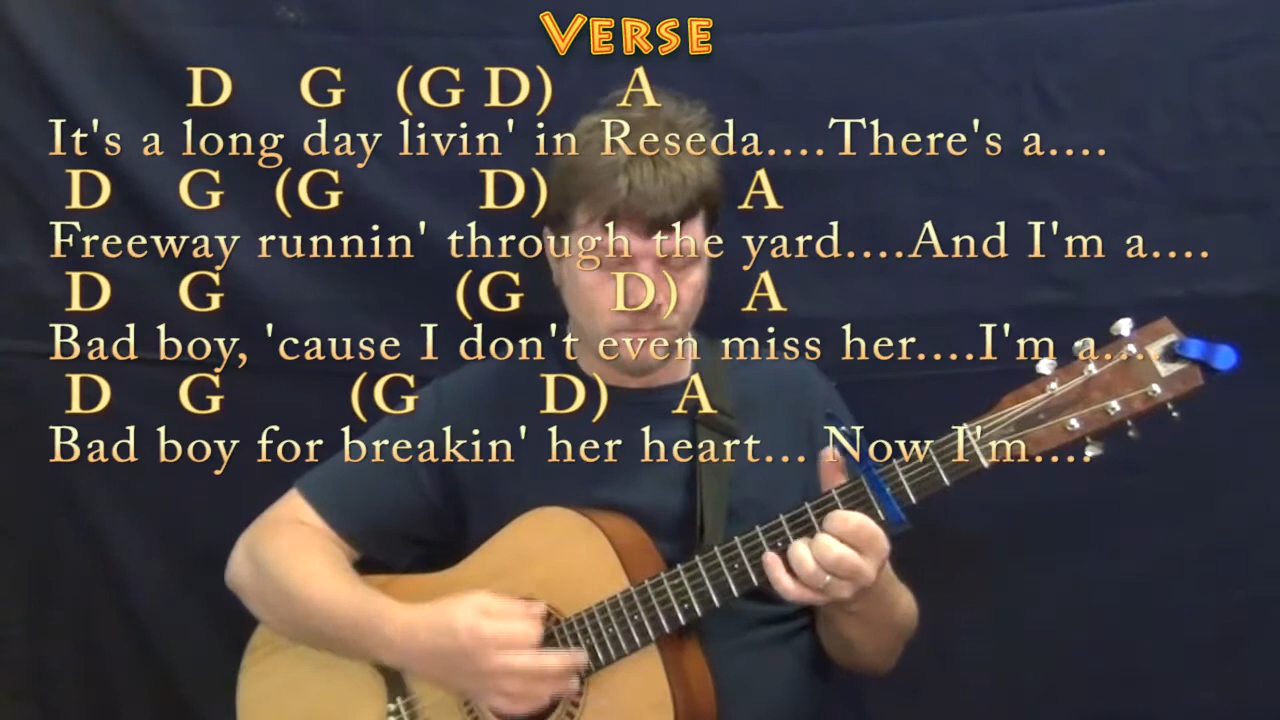 VERSE
D G (G D) A
It's a long day livin' in Reseda....There's a....
D G (G D) A
Freeway runnin' through the yard....And I'm a....
D G (G D) A
Bad boy, 'cause I don't even miss her....I'm a....
D G (G D) A
Bad boy for breakin' her heart... Now I'm....